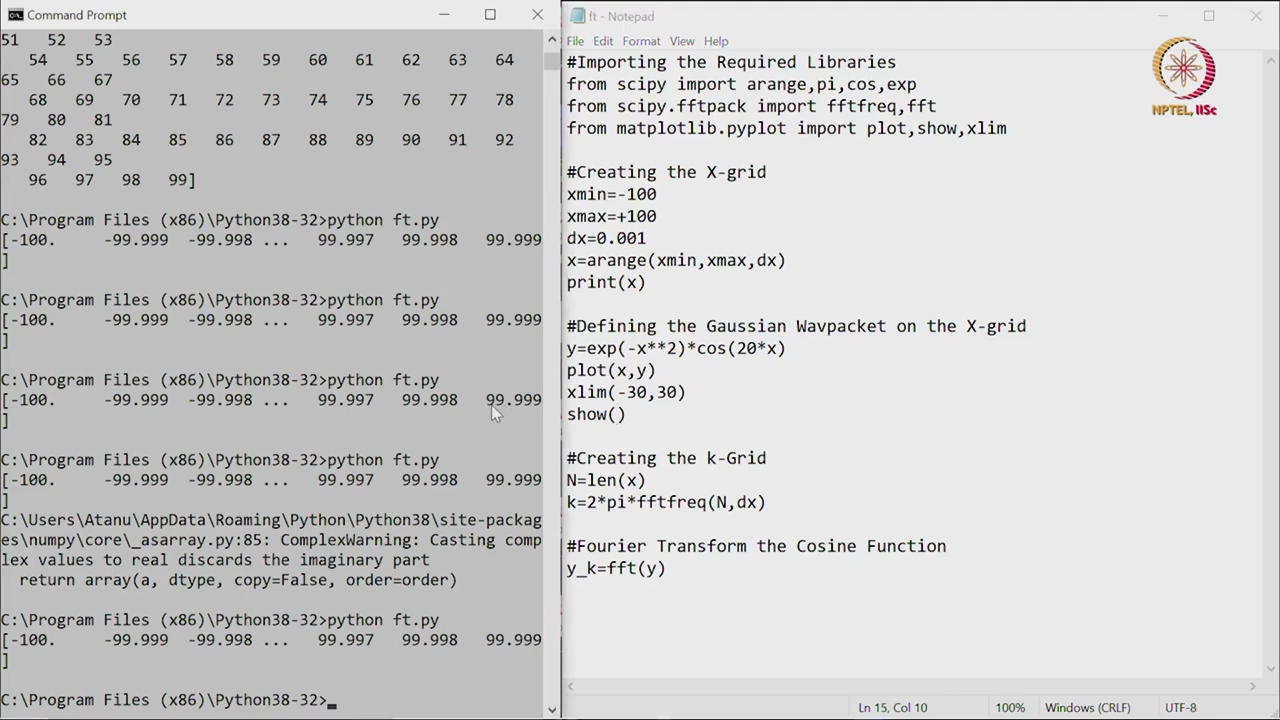 Command Prompt
51   52   53
54   55   56   57   58   59   60   61   62   63   64
65   66   67
68   69   70   71   72   73   74   75   76   77   78
79   80   81
82   83   84   85   86   87   88   89   90   91   92
93   94   95
96   97   98   99]
C:\Program Files (x86)\Python38-32>python ft.py
[-100.     -99.999  -99.998 ...   99.997   99.998   99.999
]
C:\Program Files (x86)\Python38-32>python ft.py
[-100.     -99.999  -99.998 ...   99.997   99.998   99.999
]
C:\Program Files (x86)\Python38-32>python ft.py
[-100.     -99.999  -99.998 ...   99.997   99.998   99.999
]
C:\Program Files (x86)\Python38-32>python ft.py
[-100.     -99.999  -99.998 ...   99.997   99.998   99.999
]
C:\Users\Atanu\AppData\Roaming\Python\Python38\site-packag
es\numpy\core\_asarray.py:85: ComplexWarning: Casting comp
lex values to real discards the imaginary part
return array(a, dtype, copy=False, order=order)
C:\Program Files (x86)\Python38-32>python ft.py
[-100.     -99.999  -99.998 ...   99.997   99.998   99.999
]
C:\Program Files (x86)\Python38-32>
ft - Notepad
File Edit Format View Help
#Importing the Required Libraries
from scipy import arange,pi,cos,exp
from scipy.fftpack import fftfreq,fft
from matplotlib.pyplot import plot,show,xlim
#Creating the X-grid
xmin=-100
xmax=+100
dx=0.001
x=arange(xmin,xmax,dx)
print(x)
#Defining the Gaussian Wavpacket on the X-grid
y=exp(-x**2)*cos(20*x)
plot(x,y)
xlim(-30,30)
show()
#Creating the k-Grid
N=len(x)
k=2*pi*fftfreq(N,dx)
#Fourier Transform the Cosine Function
y_k=fft(y)
Ln 15, Col 10
100%
Windows (CRLF)
UTF-8
NPTEL, IISc